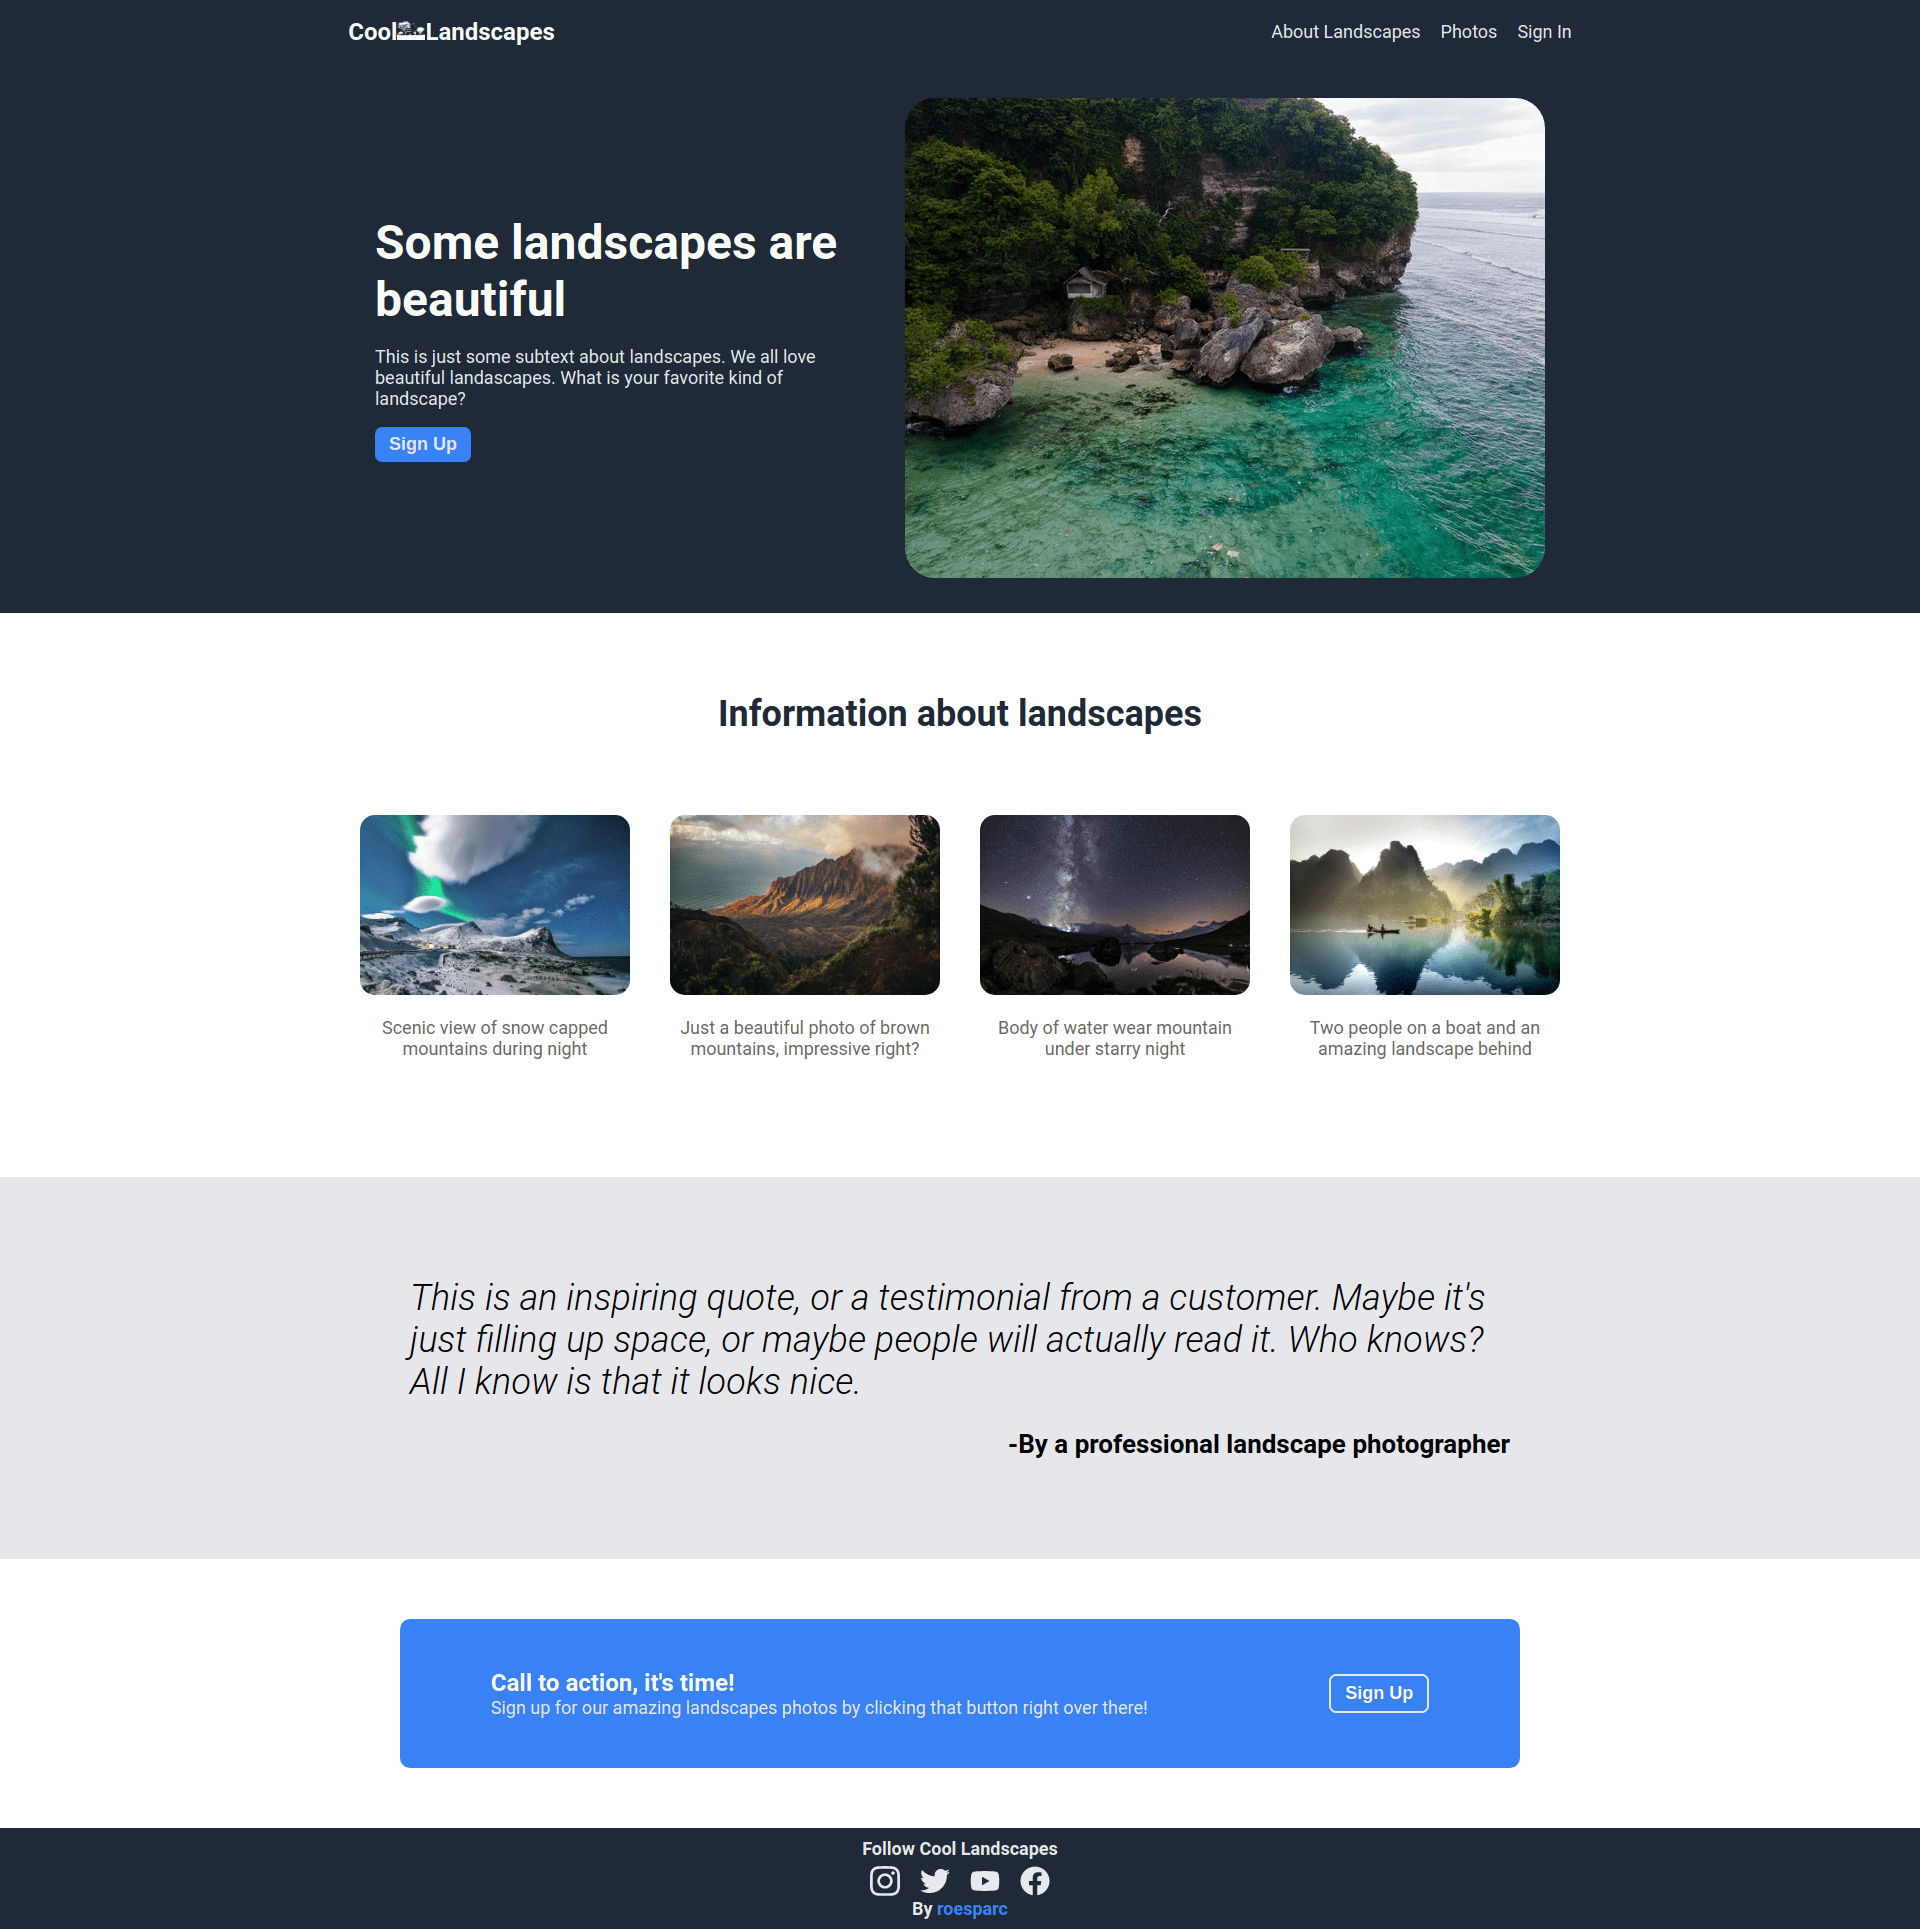 Cool Landscapes
About Landscapes Photos Sign In
Some landscapes are
beautiful
This is just some subtext about landscapes. We all love
beautiful landascapes. What is your favorite kind of
landscape?
Sign Up
Information about landscapes
Scenic view of snow capped
mountains during night
Just a beautiful photo of brown
mountains, impressive right?
Body of water wear mountain
under starry night
Two people on a boat and an
amazing landscape behind
This is an inspiring quote, or a testimonial from a customer. Maybe it's
just filling up space, or maybe people will actually read it. Who knows?
All I know is that it looks nice.
-By a professional landscape photographer
Call to action, it's time!
Sign up for our amazing landscapes photos by clicking that button right over there!
Sign Up
Follow Cool Landscapes
By roesparc